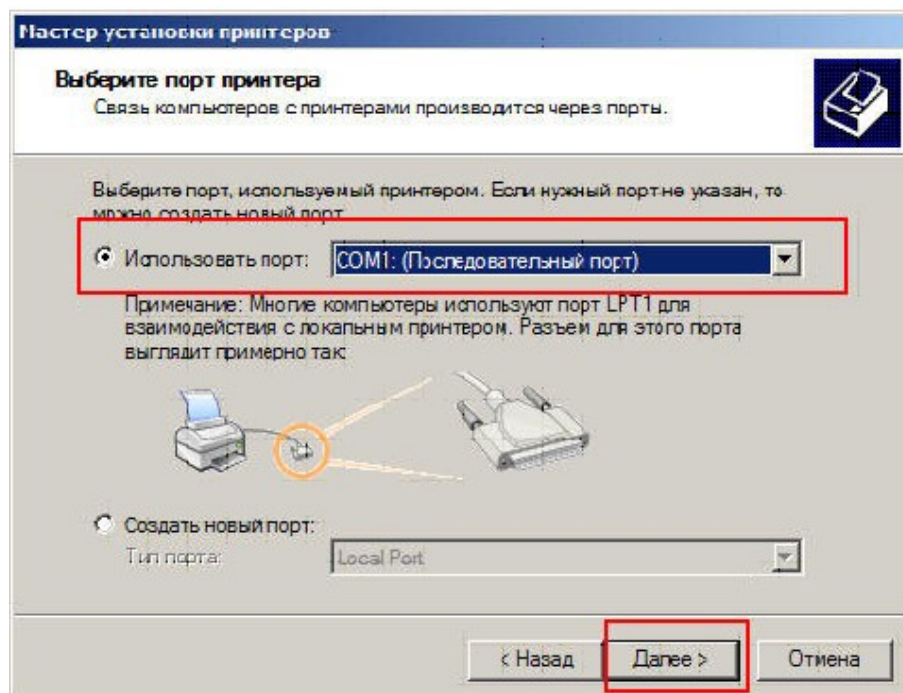 Мастер установки принтеров
Выберите порт принтера
Связь компьютеров с принтерами производится через порты.
Выберите порт, используемый принтером. Если нужный порт не указан, то
можно создать новый порт.
Использовать порт: COM1: (Последовательный порт)
Примечание: Многие компьютеры используют порт LPT1 для
взаимодействия с локальным принтером. Разъем для этого порта
выглядит примерно так:
Создать новый порт:
Тип порта: Local Port
< Назад Далее > Отмена